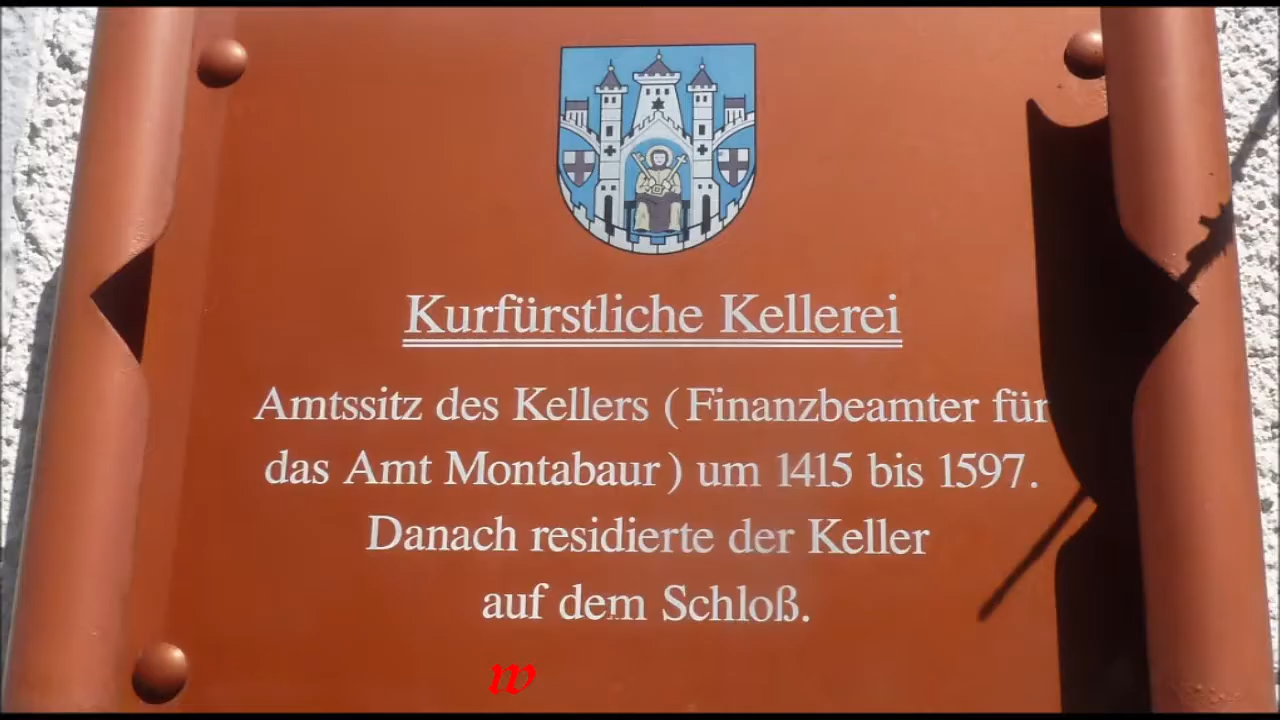 Kurfürstliche Kellerei
Amtssitz des Kellers (Finanzbeamter für
das Amt Montabaur) um 1415 bis 1597.
Danach residierte der Keller
auf dem Schloß.
w